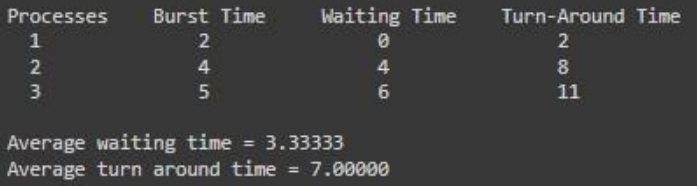 Processes    Burst Time     Waiting Time    Turn-Around Time
1    2    0    2
2    4    4    8
3    5    6    11
Average waiting time = 3.33333
Average turn around time = 7.00000